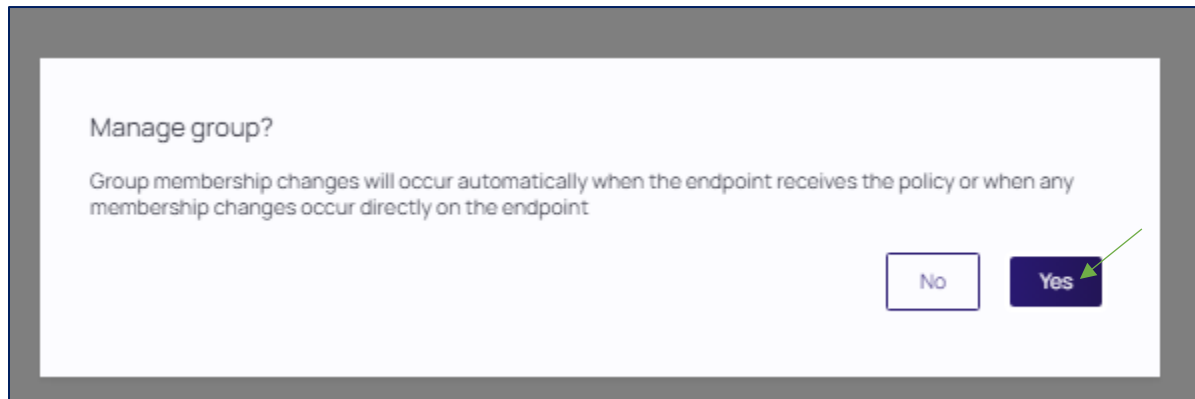 Manage group?
Group membership changes will occur automatically when the endpoint receives the policy or when any
membership changes occur directly on the endpoint
No
Yes